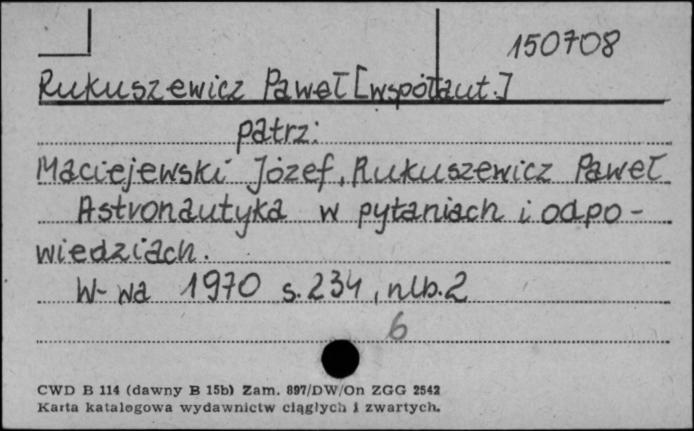 150708
Rukuszewicz Paweł [współaut.]
patrz:
Maciejewski Józef, Rukuszewicz Paweł
Astronautyka w pytaniach i odpo-
wiedziach.
W-wa 1970 s. 234, nlb. 2
6
CWD B 114 (dawny B 15b) Zam. 897/DW/On ZGG 2542
Karta katalogowa wydawnictw ciągłych i zwartych.